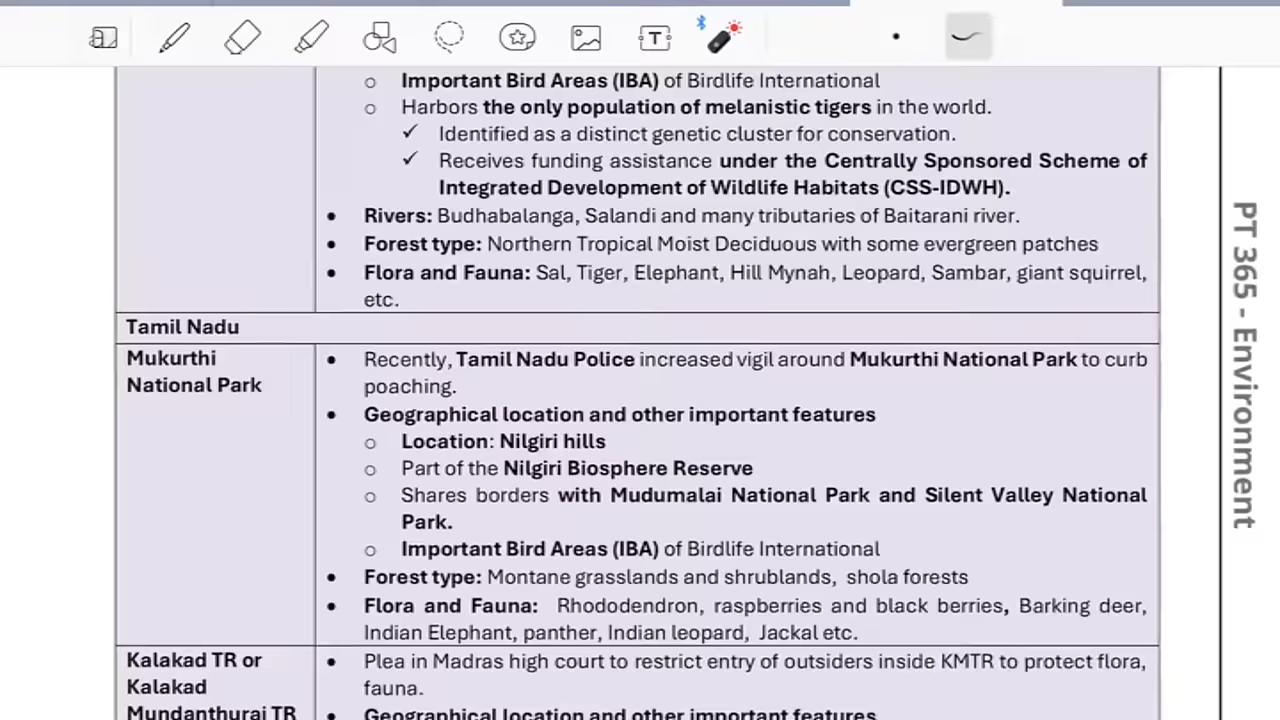 Important Bird Areas (IBA) of Birdlife International
Harbors the only population of melanistic tigers in the world.
Identified as a distinct genetic cluster for conservation.
Receives funding assistance under the Centrally Sponsored Scheme of
Integrated Development of Wildlife Habitats (CSS-IDWH).
Rivers: Budhabalanga, Salandi and many tributaries of Baitarani river.
Forest type: Northern Tropical Moist Deciduous with some evergreen patches
Flora and Fauna: Sal, Tiger, Elephant, Hill Mynah, Leopard, Sambar, giant squirrel,
etc.
Tamil Nadu
Mukurthi
National Park
Recently, Tamil Nadu Police increased vigil around Mukurthi National Park to curb
poaching.
Geographical location and other important features
Location: Nilgiri hills
Part of the Nilgiri Biosphere Reserve
Shares borders with Mudumalai National Park and Silent Valley National
Park.
Important Bird Areas (IBA) of Birdlife International
Forest type: Montane grasslands and shrublands, shola forests
Flora and Fauna: Rhododendron, raspberries and black berries, Barking deer,
Indian Elephant, panther, Indian leopard, Jackal etc.
Kalakad TR or
Kalakad
Mundanthurai TR
Plea in Madras high court to restrict entry of outsiders inside KMTR to protect flora,
fauna.
Geographical location and other important features
PT 365 - Environment